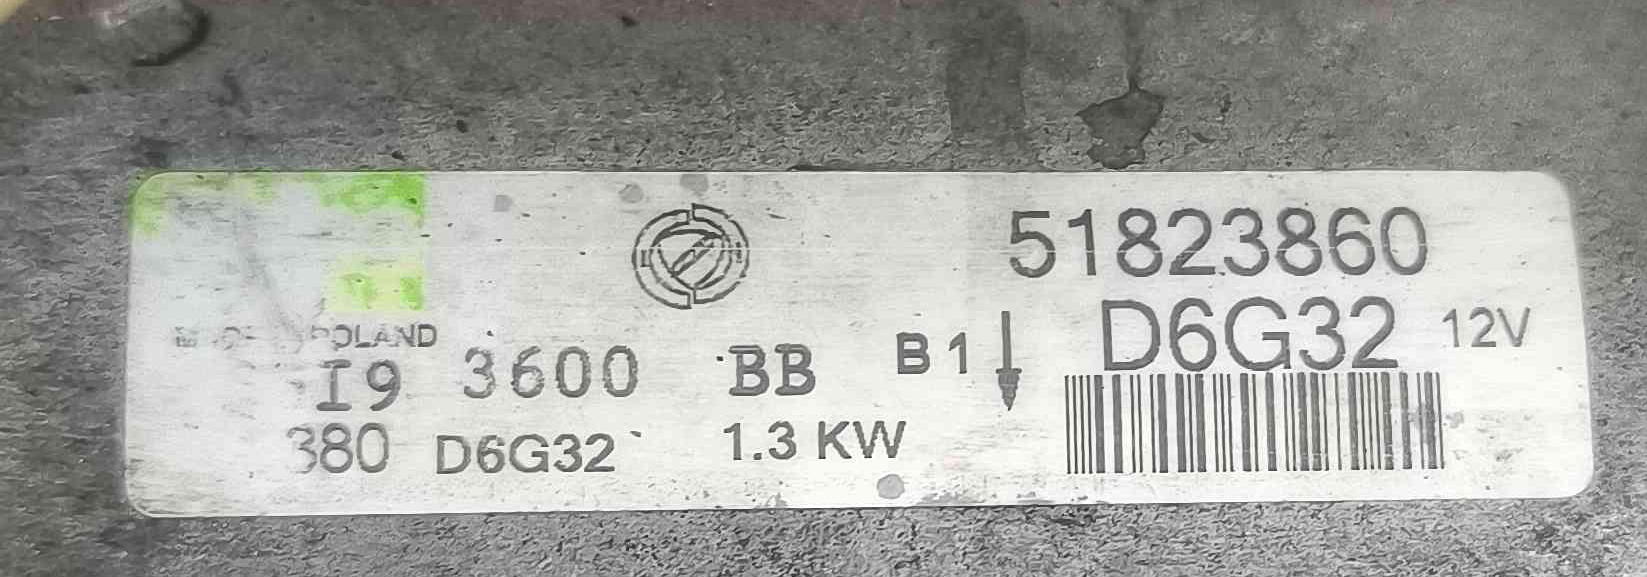 51823860
D6G32 12V
POLAND
I9 3600 BB B1
380 D6G32 1.3 KW